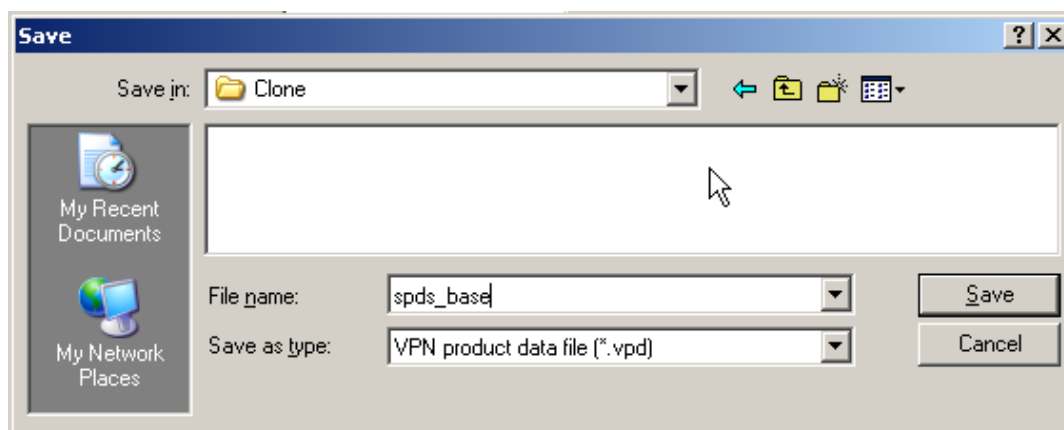 Save
Save in:
Clone
My Recent
Documents
My Network
Places
File name:
spds_base
Save
Save as type:
VPN product data file (*.vpd)
Cancel